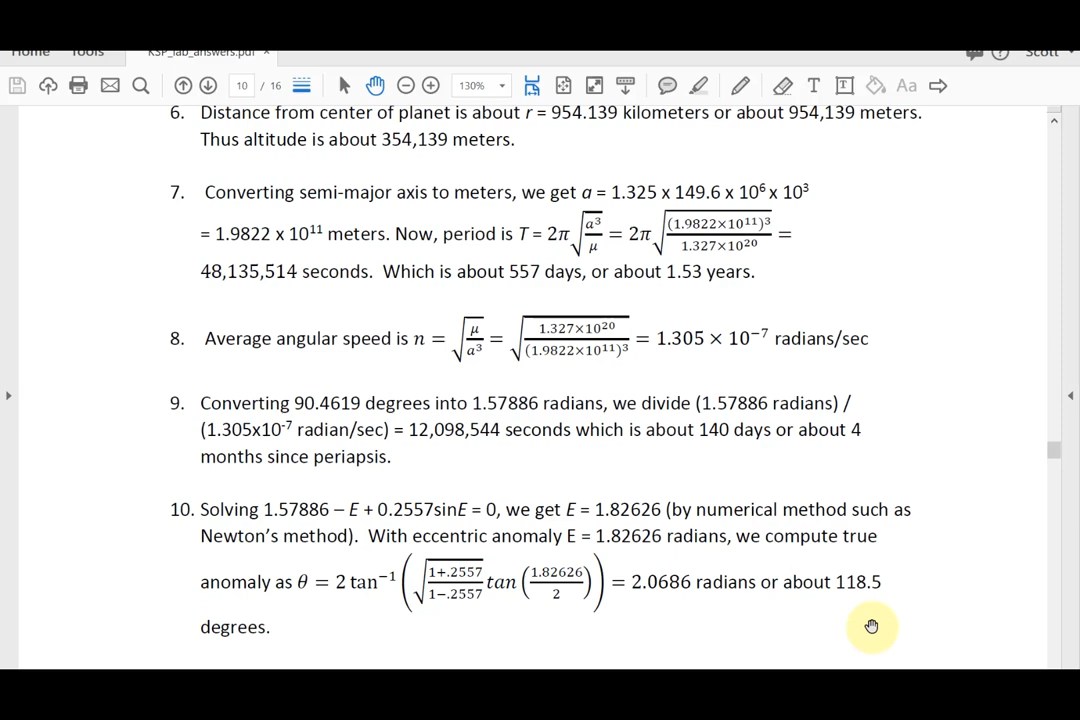 Home Tools KSP_lab_answers.pdf × Scott
10 / 16 130%
6. Distance from center of planet is about r = 954.139 kilometers or about 954,139 meters.
Thus altitude is about 354,139 meters.
7. Converting semi-major axis to meters, we get a = 1.325 x 149.6 x 10⁶ x 10³
= 1.9822 x 10¹¹ meters. Now, period is T = 2π√(a³/μ) = 2π√((1.9822×10¹¹)³/1.327×10²⁰) =
48,135,514 seconds. Which is about 557 days, or about 1.53 years.
8. Average angular speed is n = √(μ/a³) = √(1.327×10²⁰/(1.9822×10¹¹)³) = 1.305 × 10⁻⁷ radians/sec
9. Converting 90.4619 degrees into 1.57886 radians, we divide (1.57886 radians) /
(1.305x10⁻⁷ radian/sec) = 12,098,544 seconds which is about 140 days or about 4
months since periapsis.
10. Solving 1.57886 – E + 0.2557sinE = 0, we get E = 1.82626 (by numerical method such as
Newton's method). With eccentric anomaly E = 1.82626 radians, we compute true
anomaly as θ = 2 tan⁻¹(√(1+.2557/1−.2557) tan(1.82626/2)) = 2.0686 radians or about 118.5
degrees.